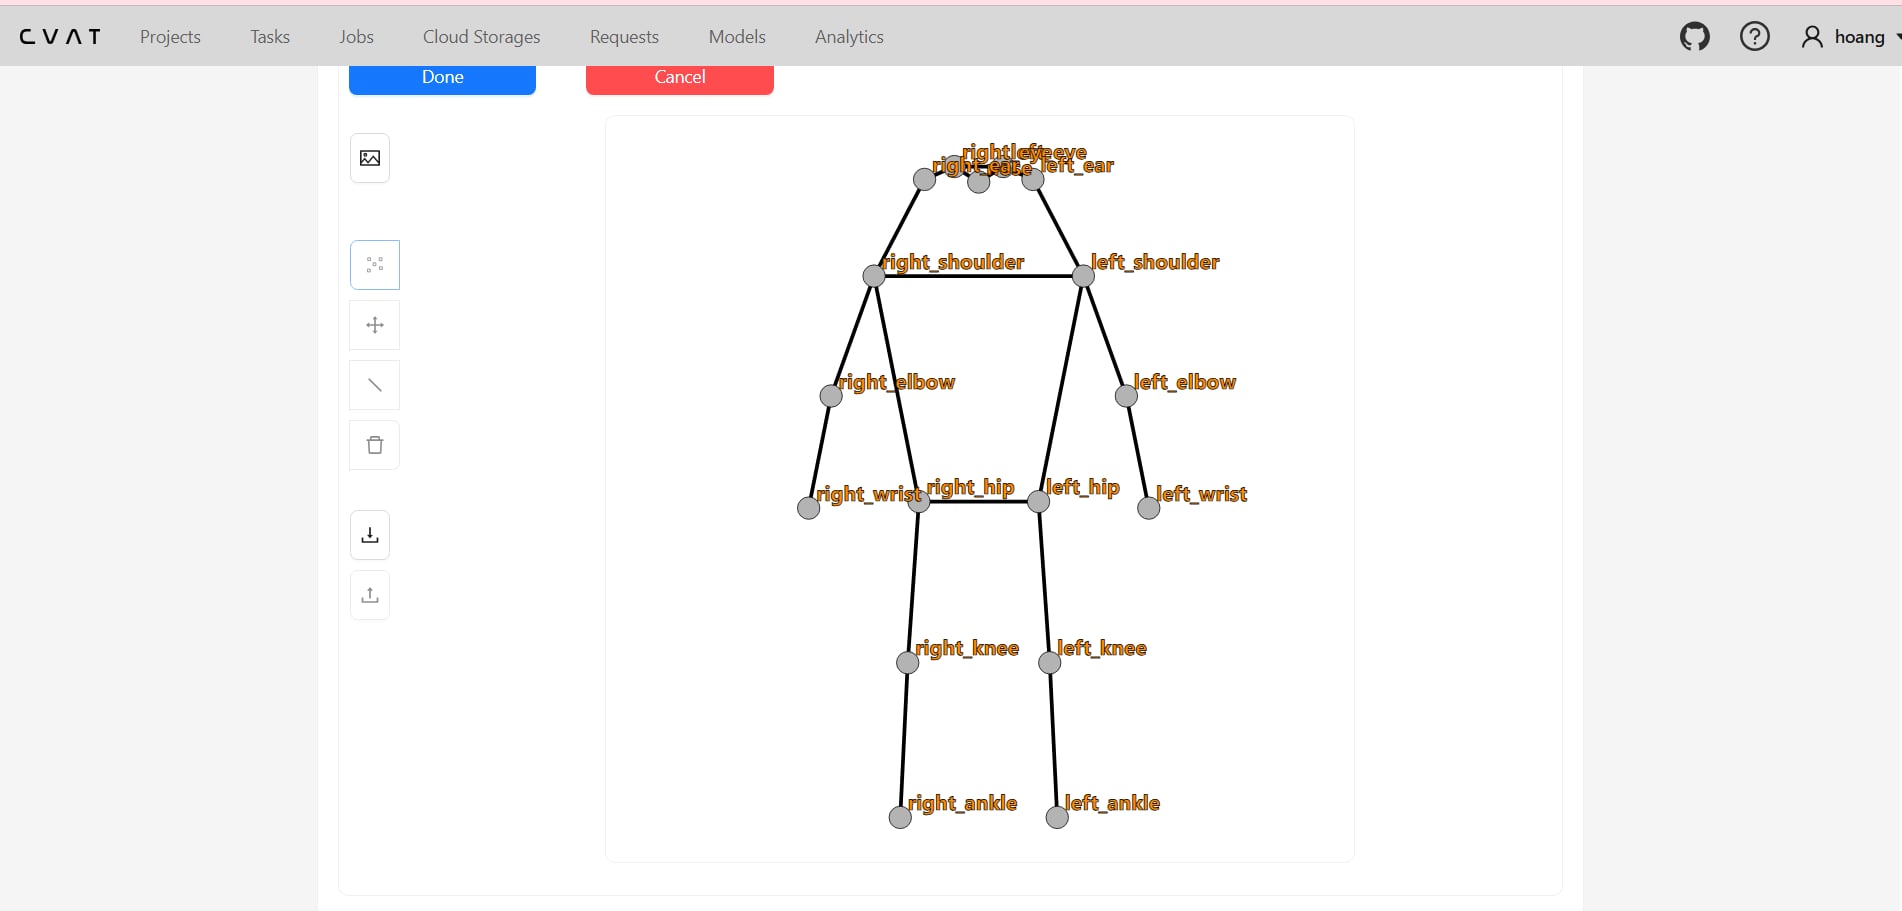 CVAT Projects Tasks Jobs Cloud Storages Requests Models Analytics hoang
Done Cancel
right_ear left_ear
right_shoulder left_shoulder
right_elbow left_elbow
right_wrist right_hip left_hip left_wrist
right_knee left_knee
right_ankle left_ankle